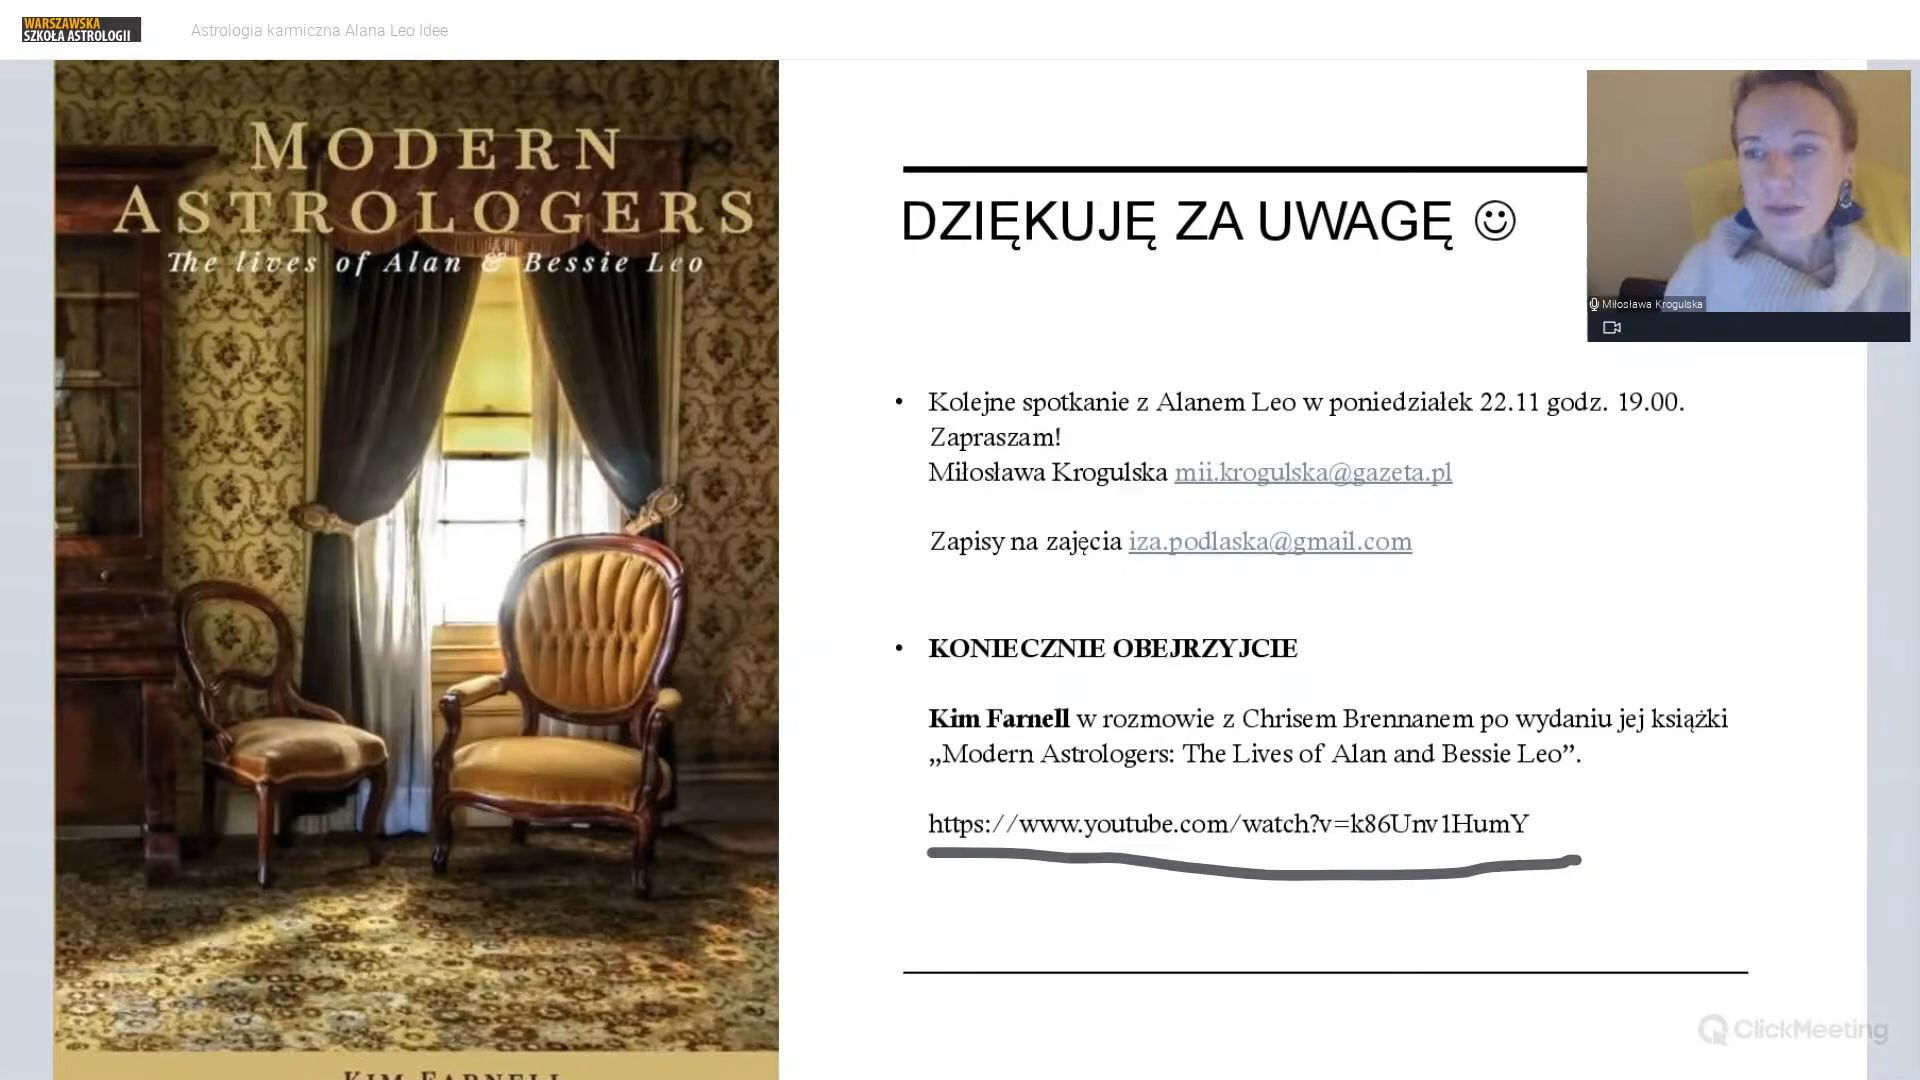 WARSZAWSKA
SZKOŁA ASTROLOGII
Astrologia karmiczna Alana Leo Idee
MODERN
ASTROLOGERS
The lives of Alan & Bessie Leo
KIM FARNELL
DZIĘKUJĘ ZA UWAGĘ ☺
Miłosława Krogulska
• Kolejne spotkanie z Alanem Leo w poniedziałek 22.11 godz. 19.00.
Zapraszam!
Miłosława Krogulska mii.krogulska@gazeta.pl
Zapisy na zajęcia iza.podlaska@gmail.com
• KONIECZNIE OBEJRZYJCIE
Kim Farnell w rozmowie z Chrisem Brennanem po wydaniu jej książki
„Modern Astrologers: The Lives of Alan and Bessie Leo”.
https://www.youtube.com/watch?v=k86Unv1HumY
ClickMeeting